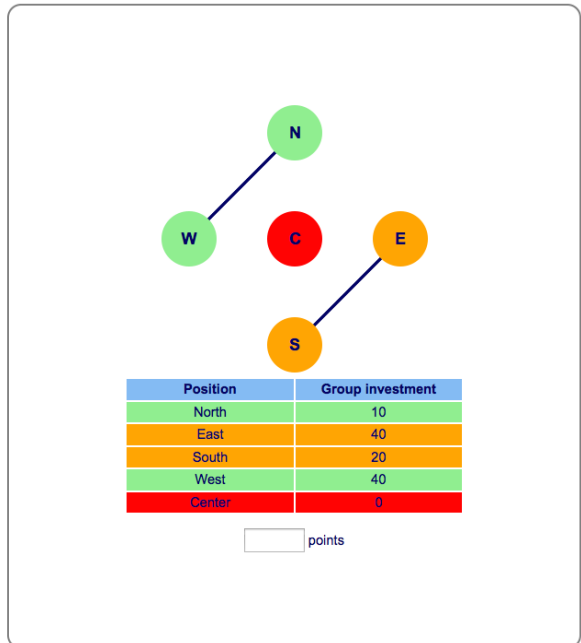 N
W C E
S
Position Group investment
North 10
East 40
South 20
West 40
Center 0
points